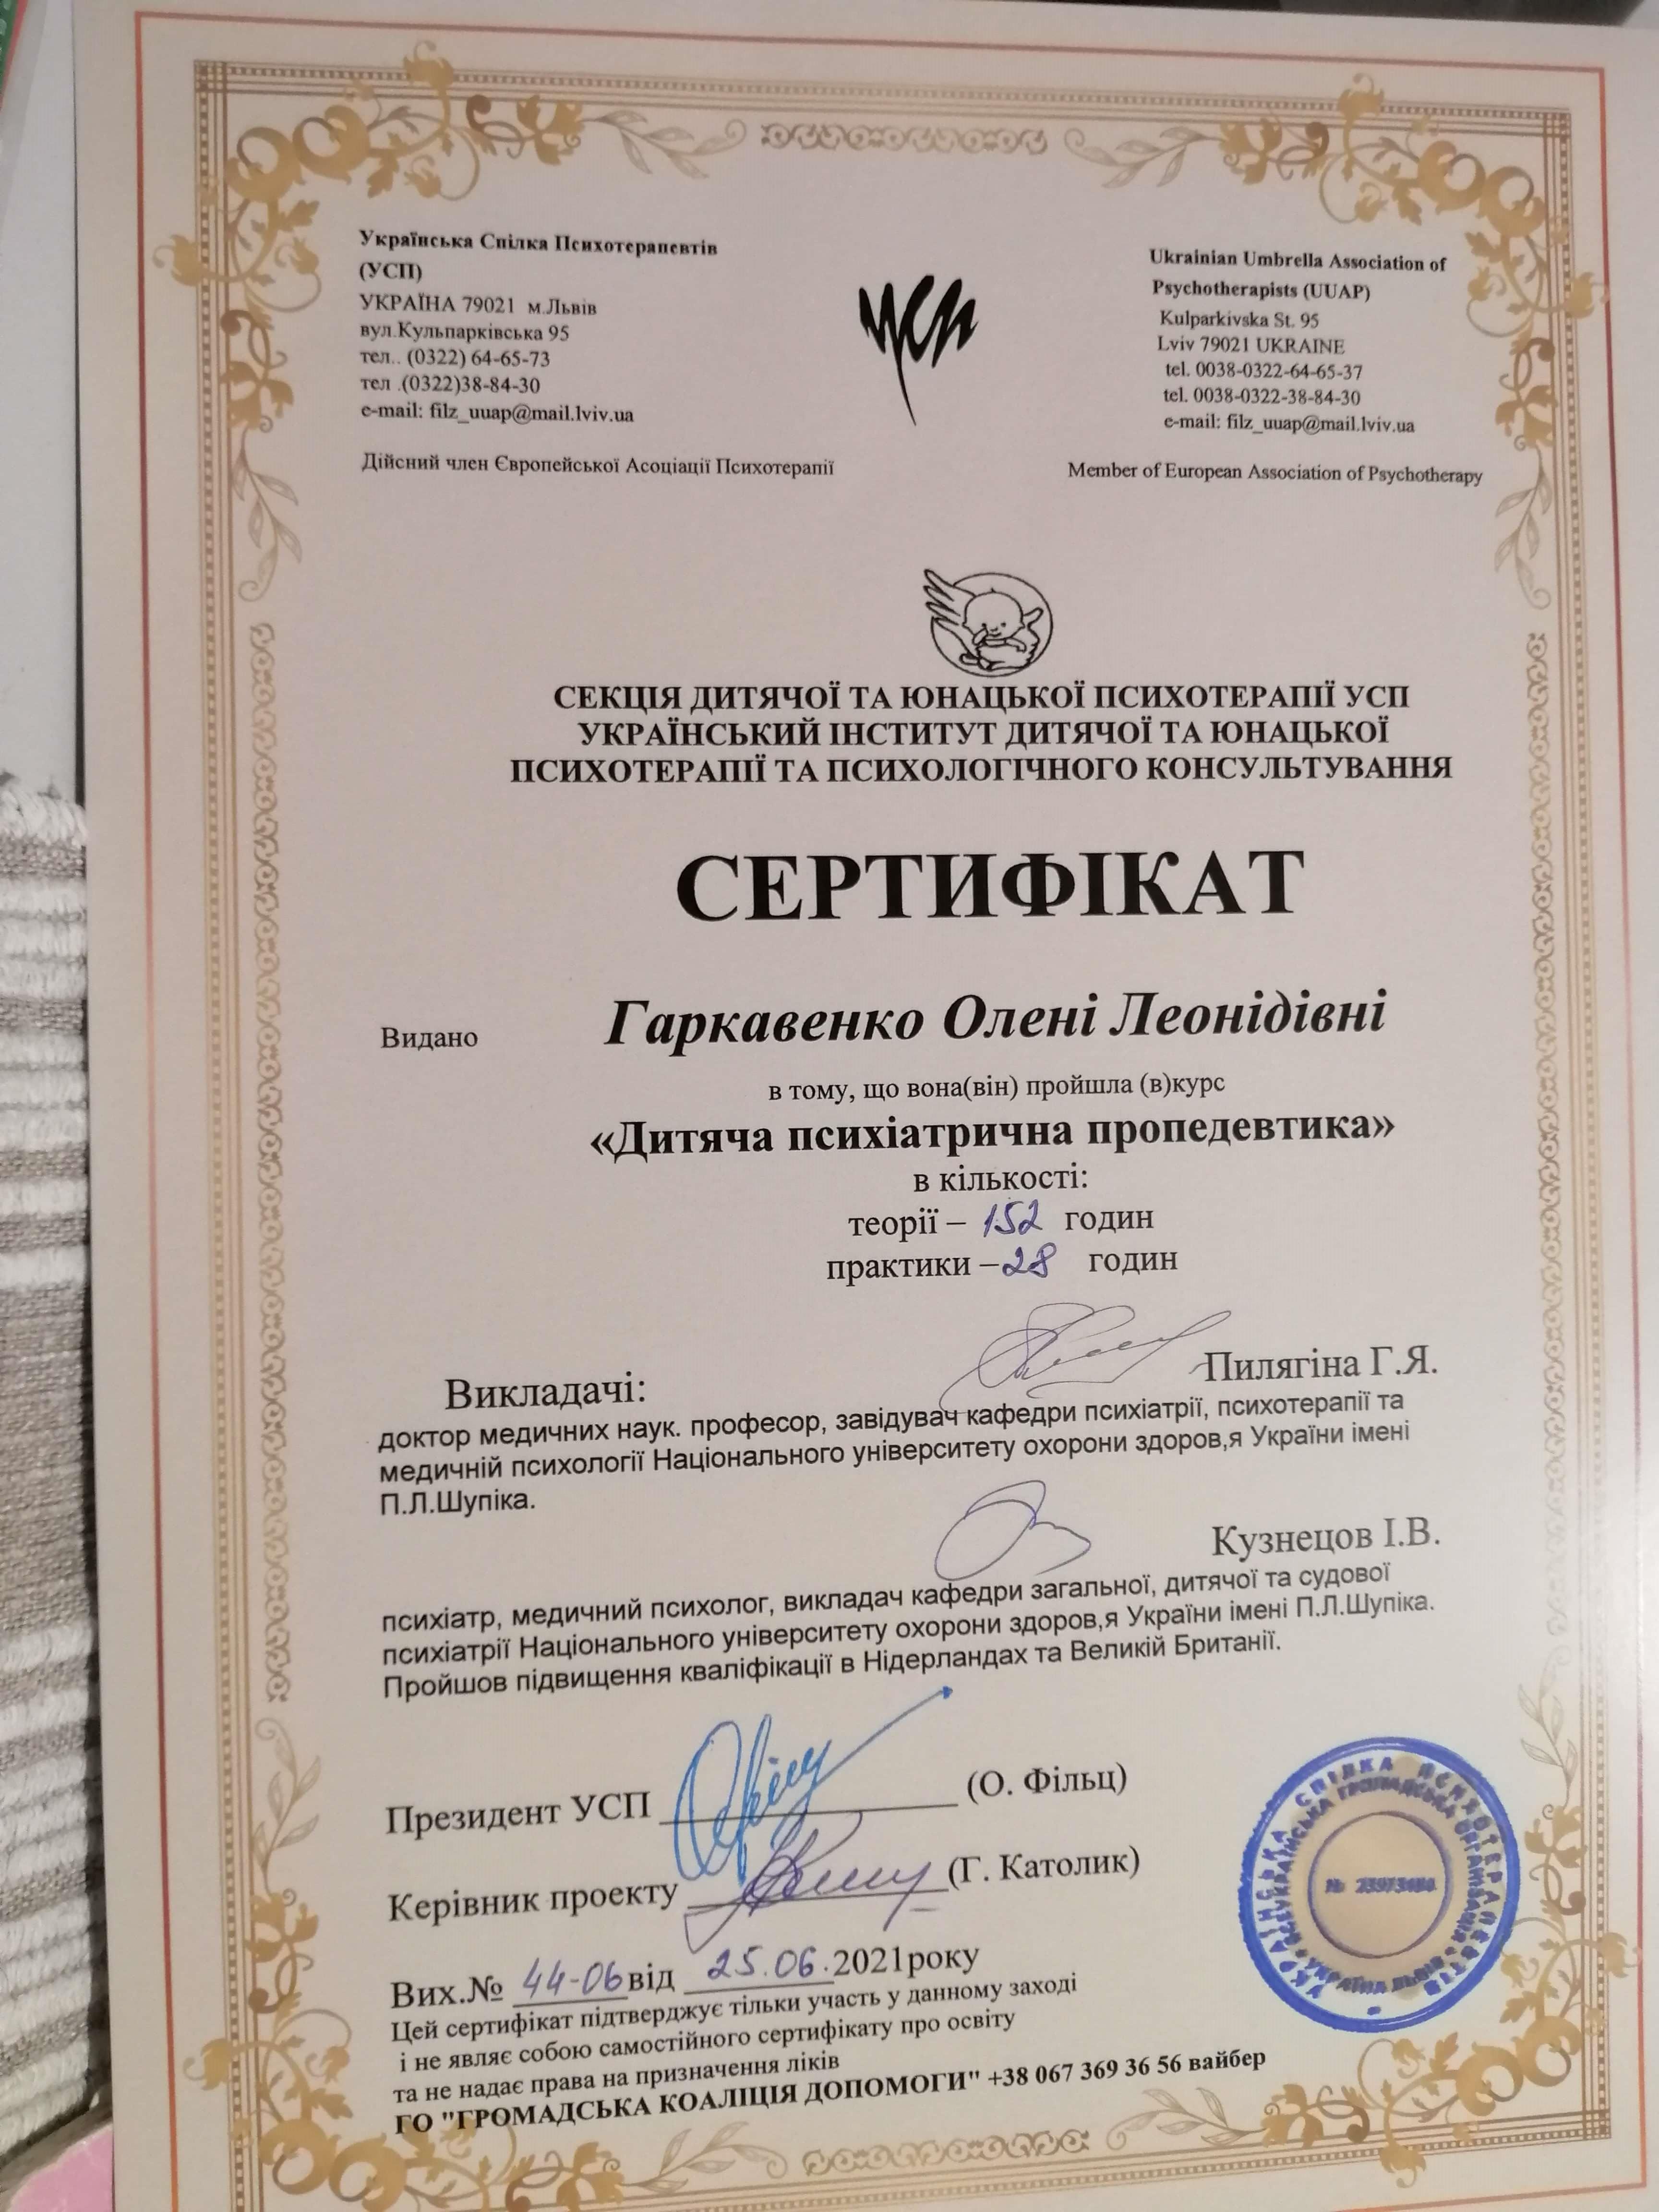 Українська Спілка Психотерапевтів
(УСП)
УКРАЇНА 79021 м.Львів
вул.Кульпарківська 95
тел.. (0322) 64-65-73
тел .(0322)38-84-30
e-mail: filz_uuap@mail.lviv.ua
Дійсний член Європейської Асоціації Психотерапії
усп
Ukrainian Umbrella Association of
Psychotherapists (UUAP)
Kulparkivska St. 95
Lviv 79021 UKRAINE
tel. 0038-0322-64-65-37
tel. 0038-0322-38-84-30
e-mail: filz_uuap@mail.lviv.ua
Member of European Association of Psychotherapy
СЕКЦІЯ ДИТЯЧОЇ ТА ЮНАЦЬКОЇ ПСИХОТЕРАПІЇ УСП
УКРАЇНСЬКИЙ ІНСТИТУТ ДИТЯЧОЇ ТА ЮНАЦЬКОЇ
ПСИХОТЕРАПІЇ ТА ПСИХОЛОГІЧНОГО КОНСУЛЬТУВАННЯ
СЕРТИФІКАТ
Видано Гаркавенко Олені Леонідівні
в тому, що вона(він) пройшла (в)курс
«Дитяча психіатрична пропедевтика»
в кількості:
теорії – 152 годин
практики –28 годин
Викладачі: Пилягіна Г.Я.
доктор медичних наук. професор, завідувач кафедри психіатрії, психотерапії та
медичній психології Національного університету охорони здоров,я України імені
П.Л.Шупіка.
Кузнецов І.В.
психіатр, медичний психолог, викладач кафедри загальної, дитячої та судової
психіатрії Національного університету охорони здоров,я України імені П.Л.Шупіка.
Пройшов підвищення кваліфікації в Нідерландах та Великій Британії.
Президент УСП (О. Фільц)
Керівник проекту (Г. Католик)
Вих.№ 44-06 від 25.06.2021року
Цей сертифікат підтверджує тільки участь у данному заході
і не являє собою самостійного сертифікату про освіту
та не надає права на призначення ліків
ГО "ГРОМАДСЬКА КОАЛІЦІЯ ДОПОМОГИ" +38 067 369 36 56 вайбер
УКРАЇНСЬКА СПІЛКА ПСИХОТЕРАПЕВТІВ
ВСЕУКРАЇНСЬКА ГРОМАДСЬКА ОРГАНІЗАЦІЯ
УКРАЇНА ЛЬВІВ